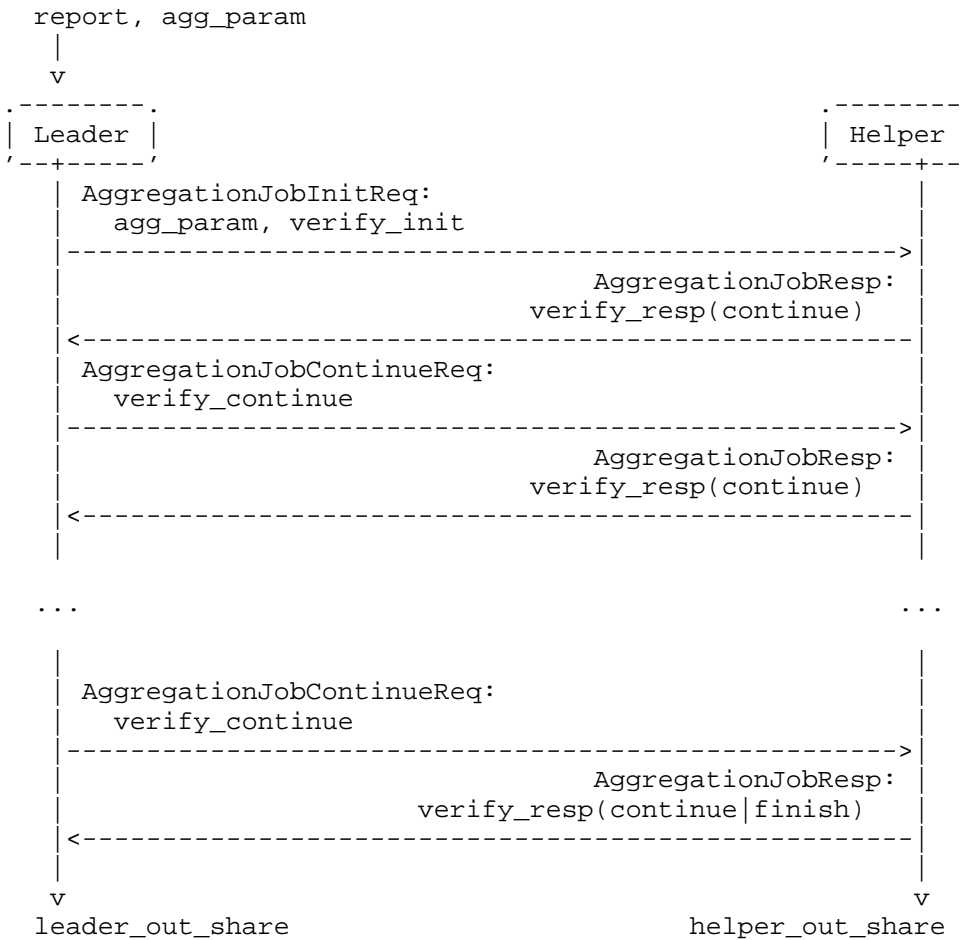 report, agg_param
|
v
.--------. .--------
| Leader | | Helper
'--+-----' '-----+--
| AggregationJobInitReq: |
| agg_param, verify_init |
|---------------------------------------------------->|
| AggregationJobResp: |
| verify_resp(continue) |
|<----------------------------------------------------|
| AggregationJobContinueReq: |
| verify_continue |
|---------------------------------------------------->|
| AggregationJobResp: |
| verify_resp(continue) |
|<----------------------------------------------------|
| |
... ...
| |
| AggregationJobContinueReq: |
| verify_continue |
|---------------------------------------------------->|
| AggregationJobResp: |
| verify_resp(continue|finish) |
|<----------------------------------------------------|
| |
v v
leader_out_share helper_out_share